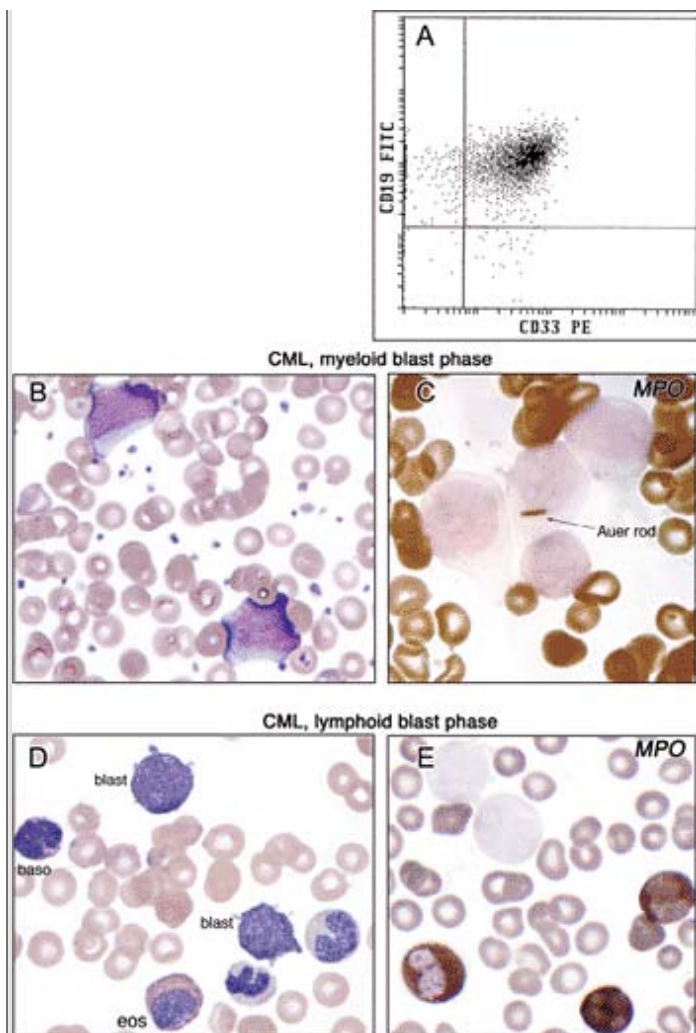 A
CD19 FITC
CD33 PE
CML, myeloid blast phase
B
C
MPO
Auer rod
CML, lymphoid blast phase
D
blast
baso
blast
eos
E
MPO